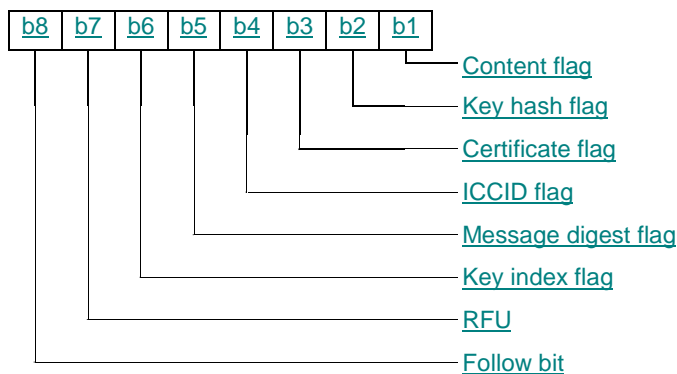 b8 b7 b6 b5 b4 b3 b2 b1
Content flag
Key hash flag
Certificate flag
ICCID flag
Message digest flag
Key index flag
RFU
Follow bit